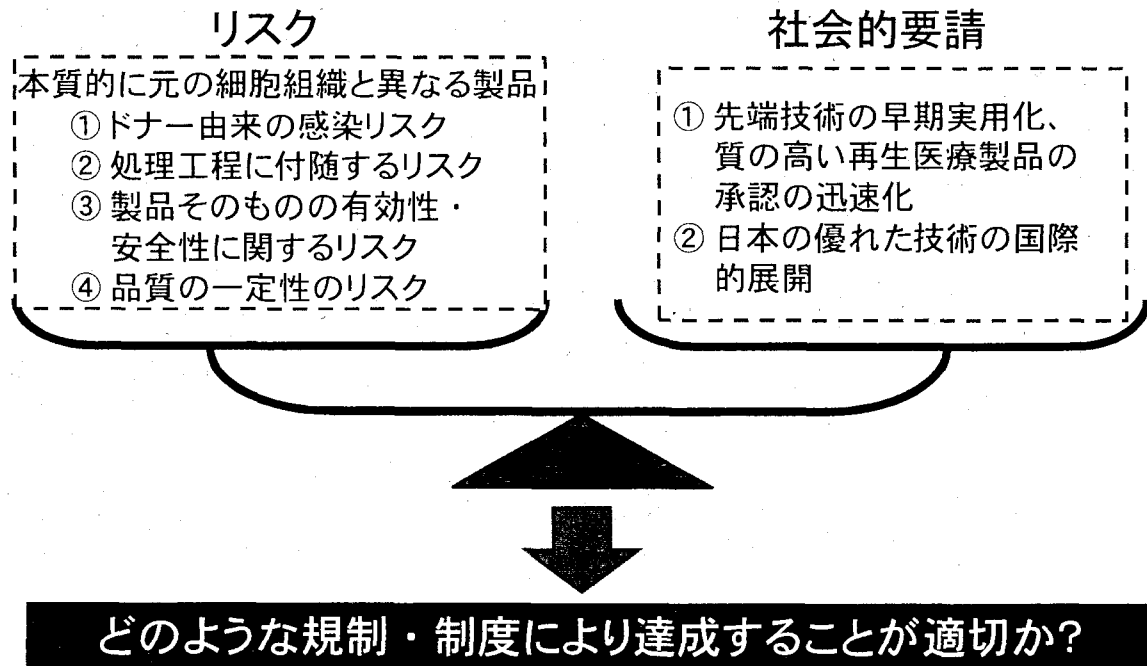 リスク
本質的に元の細胞組織と異なる製品
① ドナー由来の感染リスク
② 処理工程に付随するリスク
③ 製品そのものの有効性・
安全性に関するリスク
④ 品質の一定性のリスク
社会的要請
① 先端技術の早期実用化、
質の高い再生医療製品の
承認の迅速化
② 日本の優れた技術の国際
的展開
どのような規制・制度により達成することが適切か?